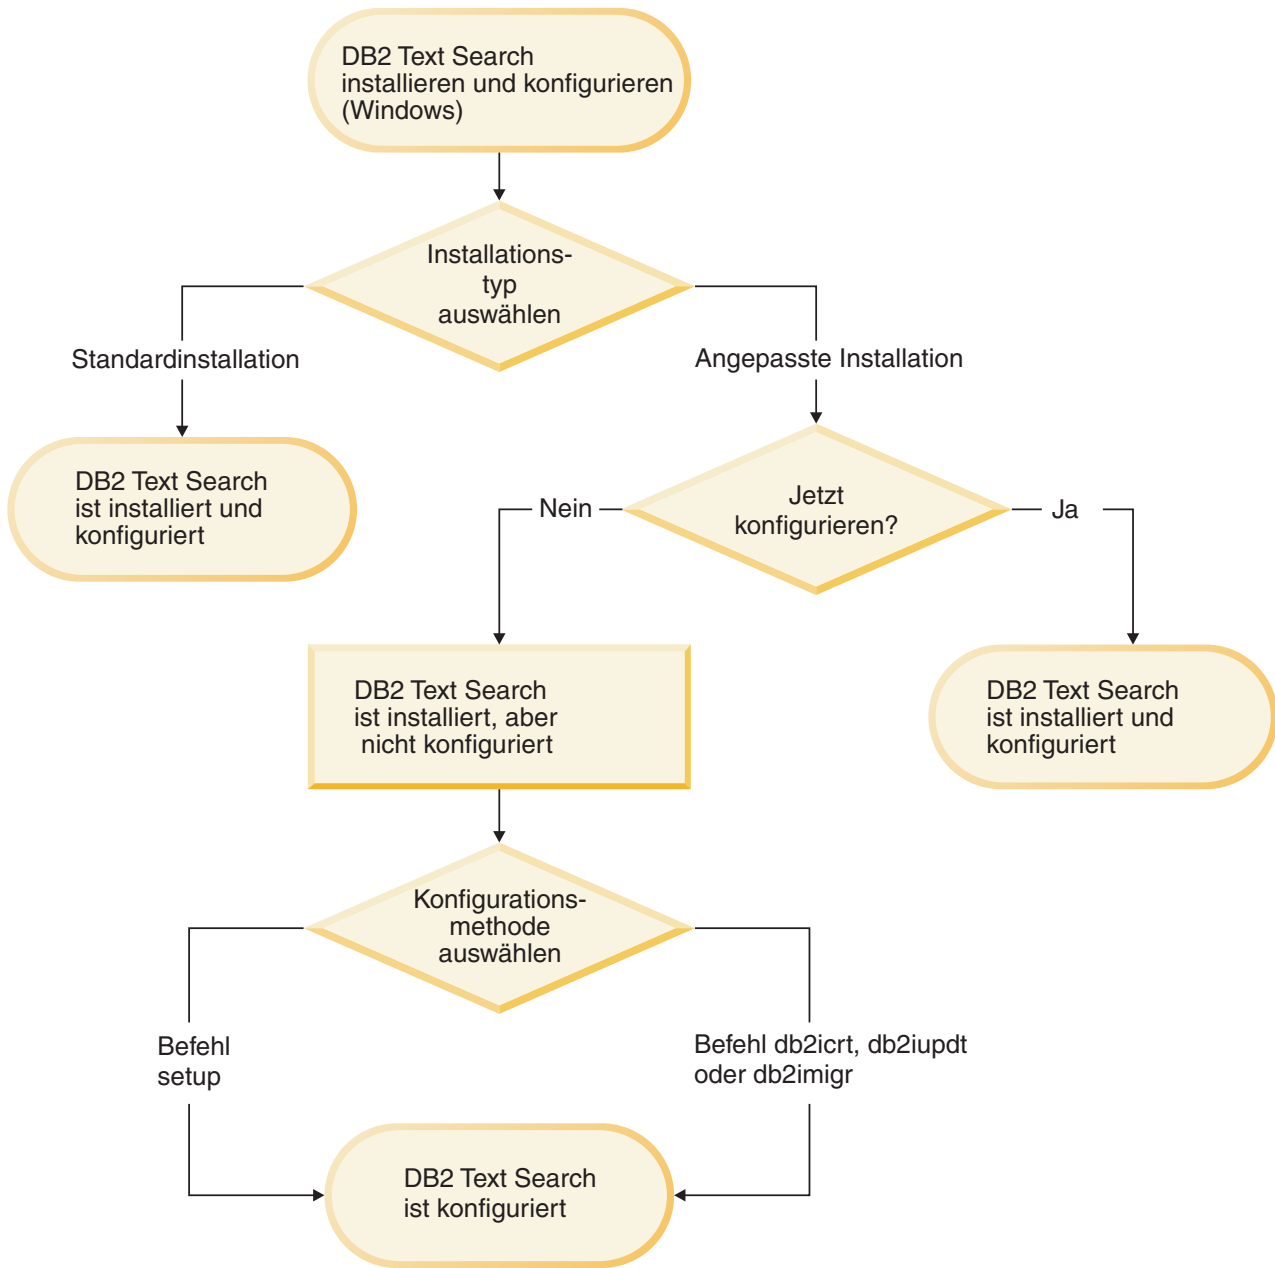 DB2 Text Search
installieren und konfigurieren
(Windows)
Installations-
typ
auswählen
Standardinstallation
Angepasste Installation
DB2 Text Search
ist installiert und
konfiguriert
Jetzt
konfigurieren?
Nein
Ja
DB2 Text Search
ist installiert, aber
nicht konfiguriert
DB2 Text Search
ist installiert und
konfiguriert
Konfigurations-
methode
auswählen
Befehl
setup
Befehl db2icrt, db2iupdt
oder db2imigr
DB2 Text Search
ist konfiguriert